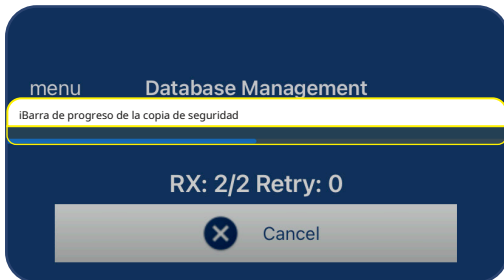 menu Database Management
iBarra de progreso de la copia de seguridad
RX: 2/2 Retry: 0
Cancel